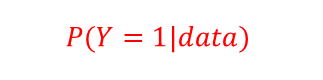 P(Y = 1|data)